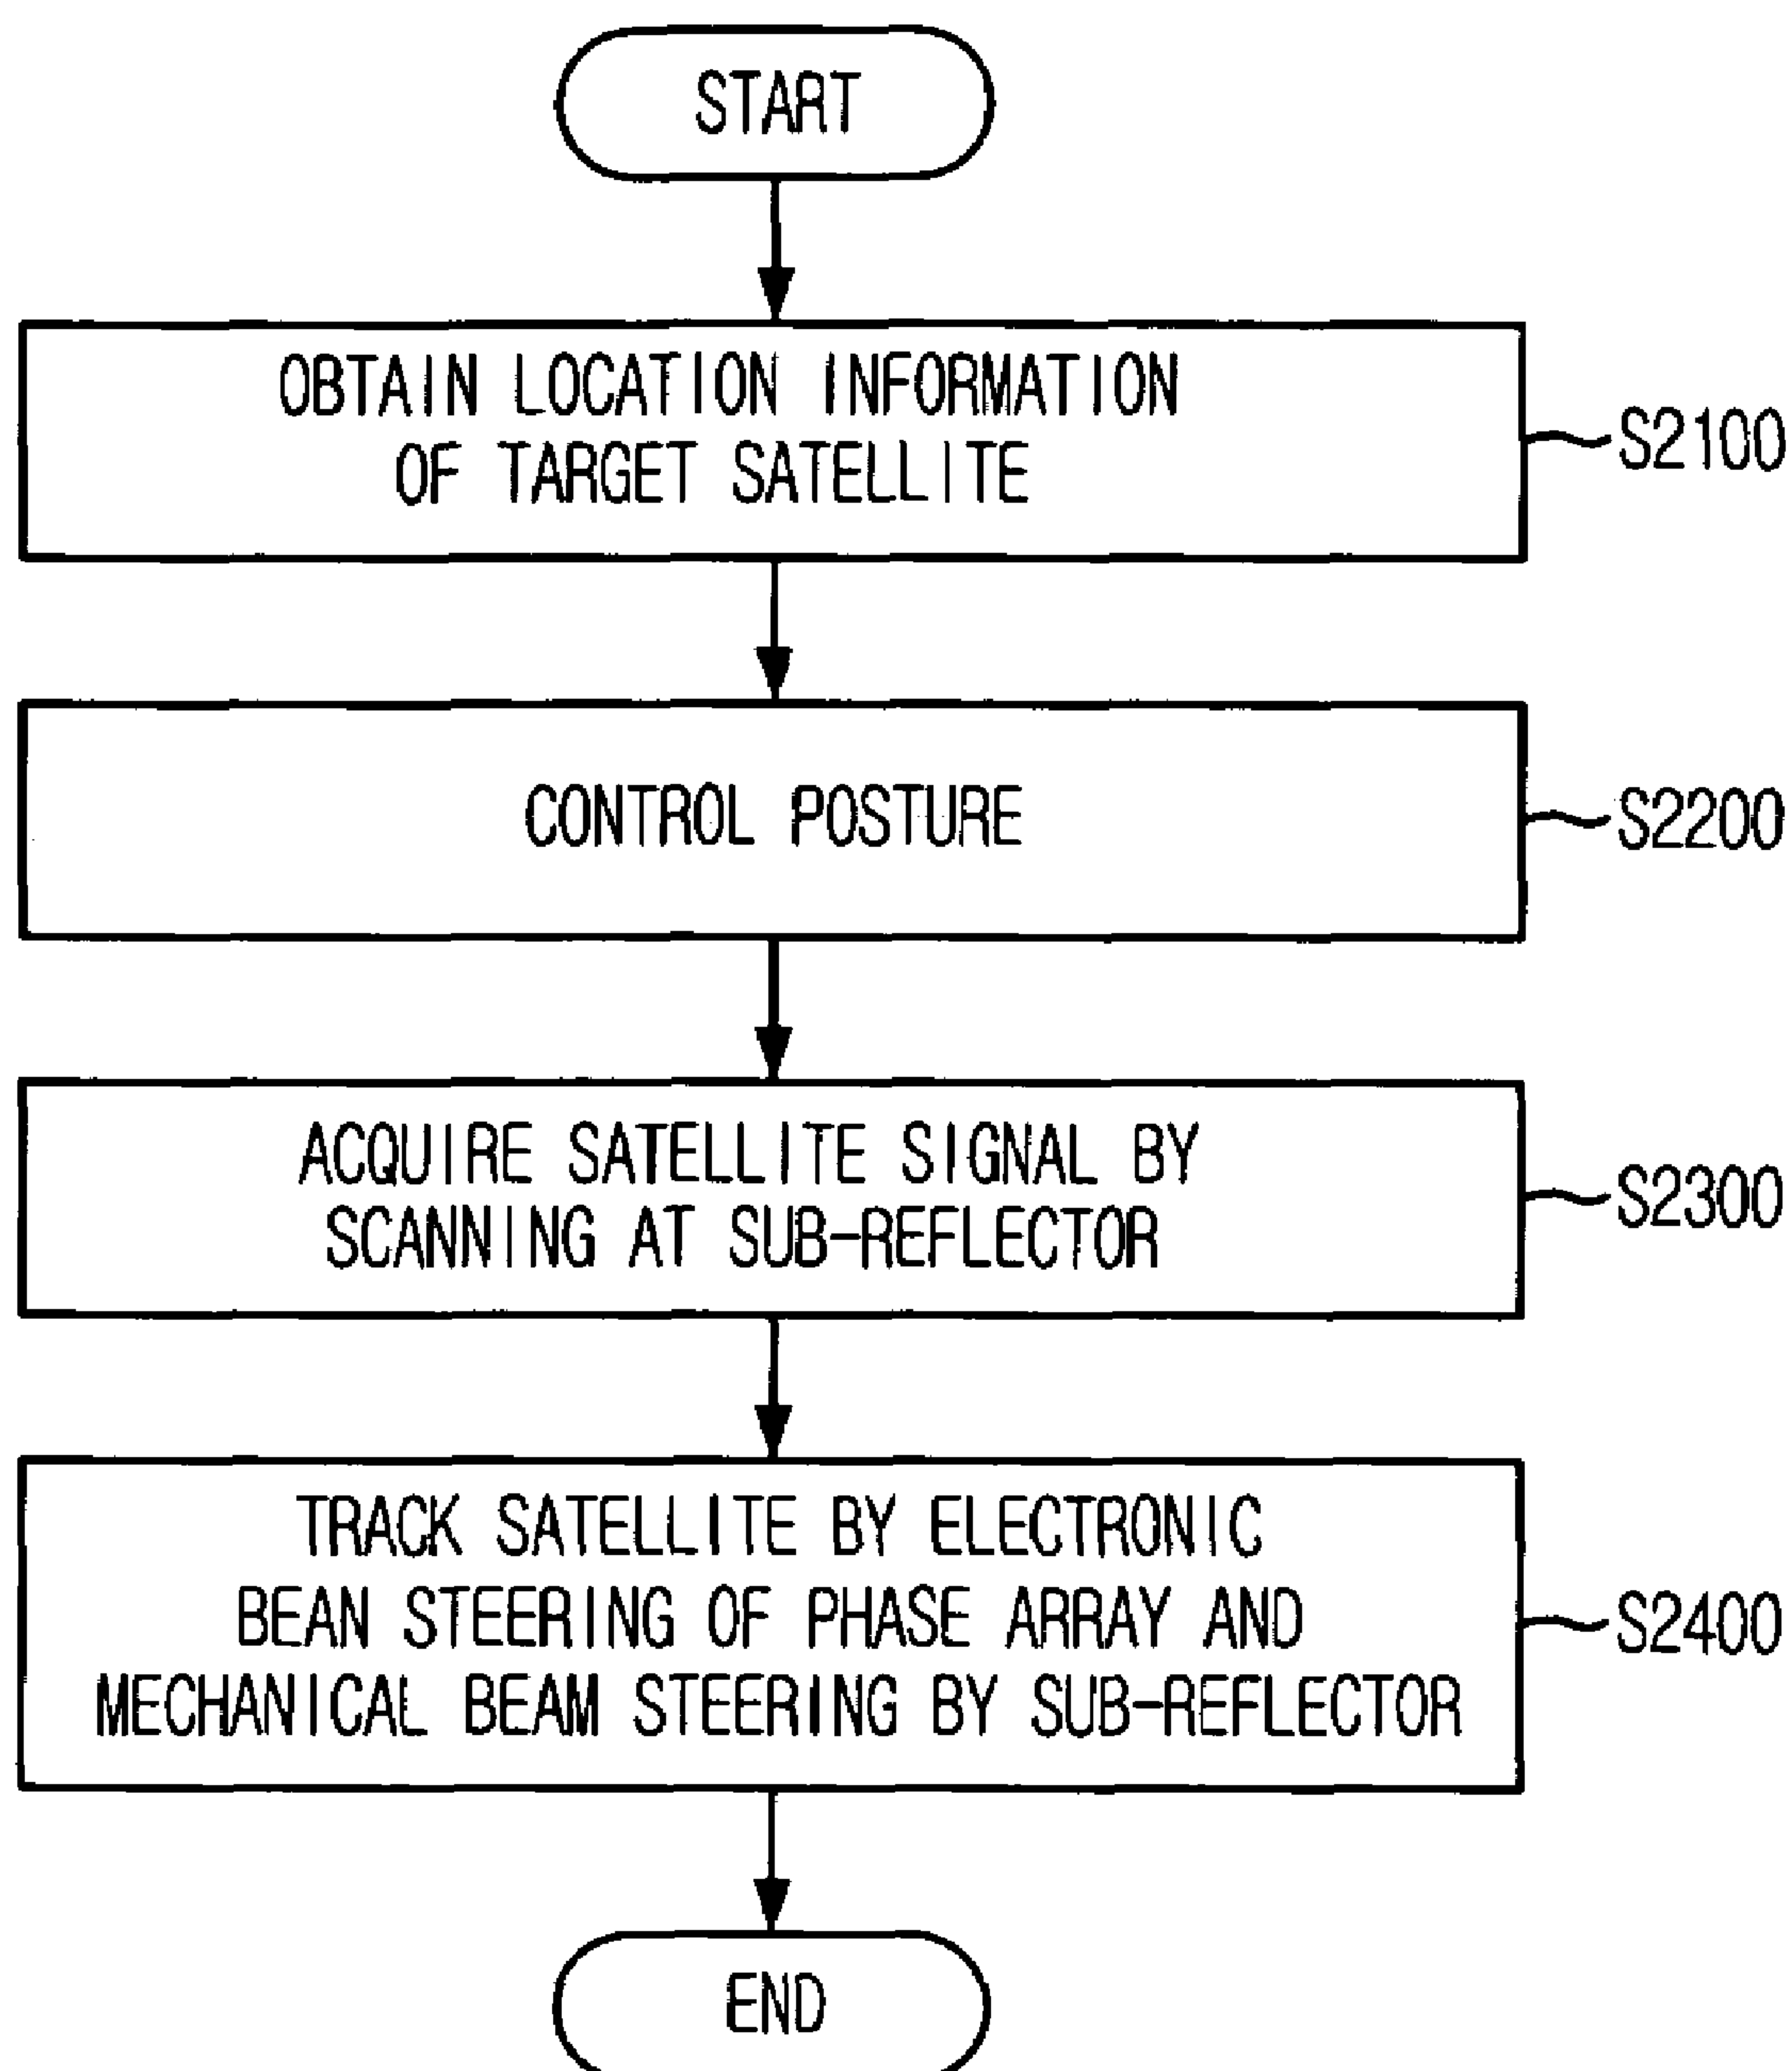 START
OBTAIN LOCATION INFORMATION
OF TARGET SATELLITE
S2100
CONTROL POSTURE
S2200
ACQUIRE SATELLITE SIGNAL BY
SCANNING AT SUB-REFLECTOR
S2300
TRACK SATELLITE BY ELECTRONIC
BEAN STEERING OF PHASE ARRAY AND
MECHANICAL BEAM STEERING BY SUB-REFLECTOR
S2400
END